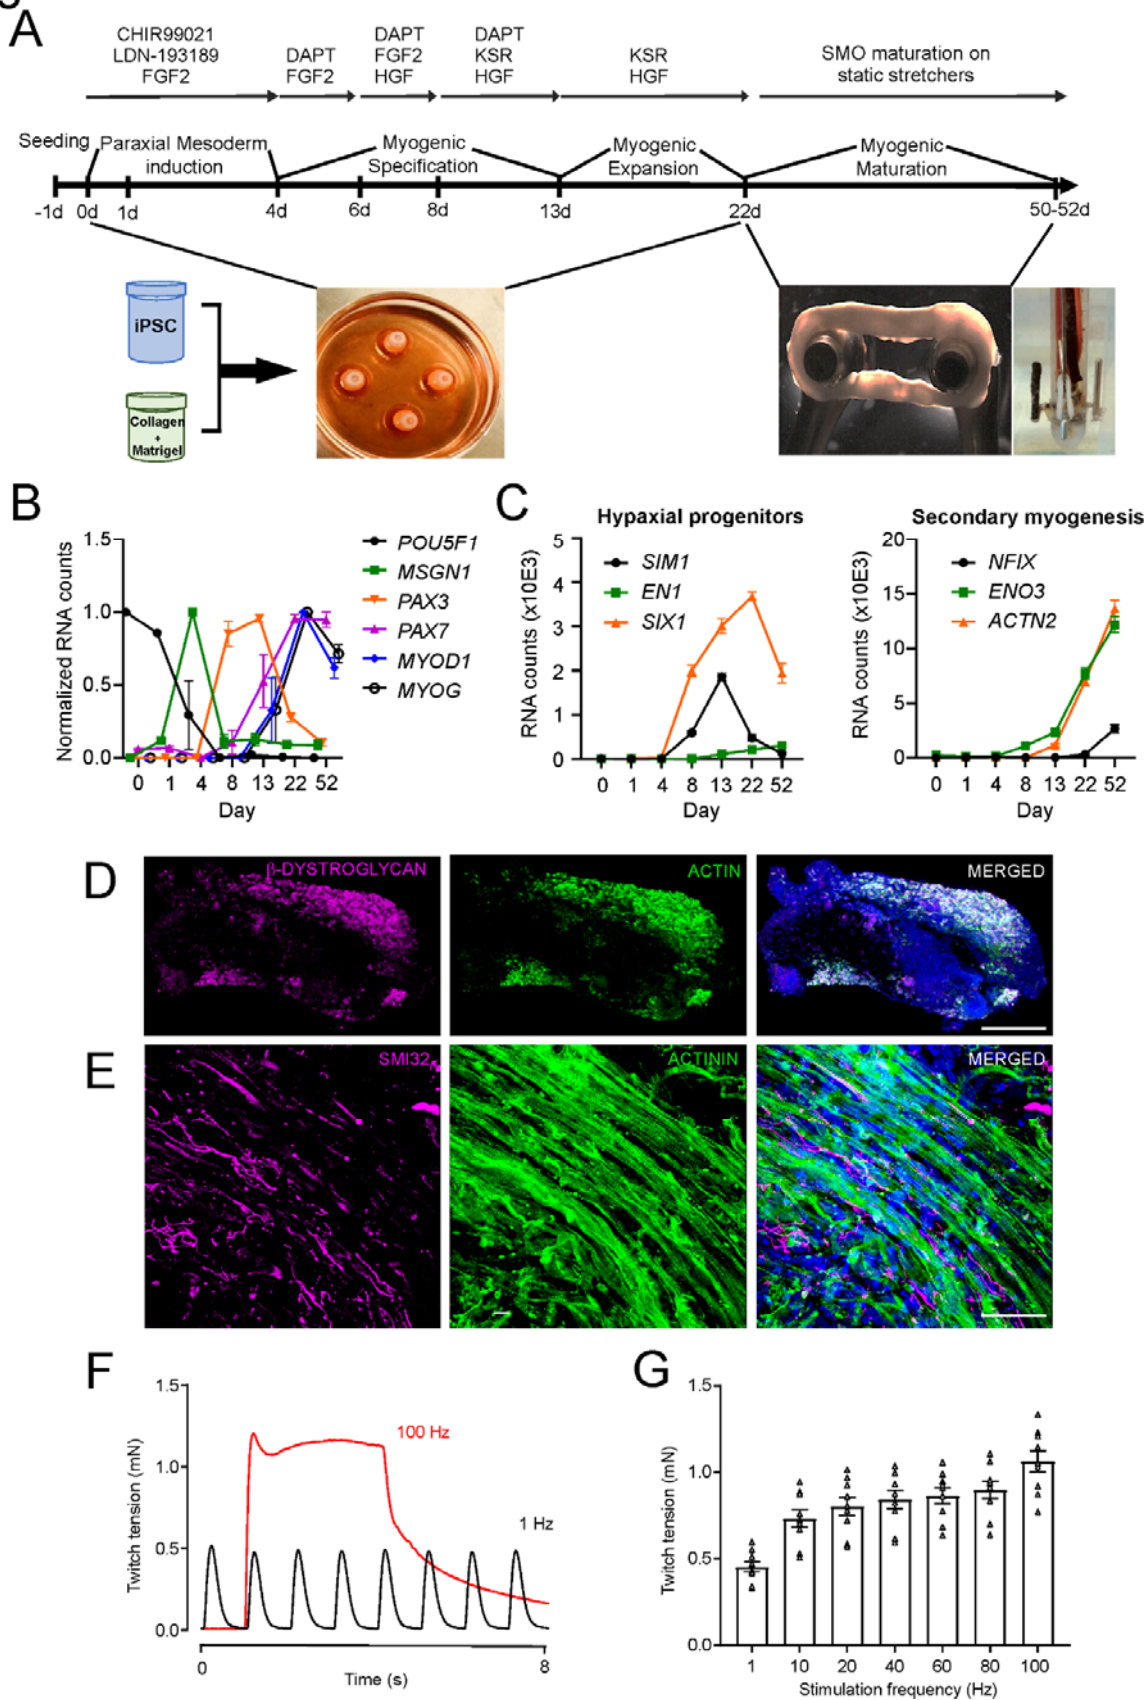 A
CHIR99021
LDN-193189
FGF2
DAPT
FGF2
DAPT
FGF2
HGF
DAPT
KSR
HGF
KSR
HGF
SMO maturation on
static stretchers
Seeding
Paraxial Mesoderm
induction
Myogenic
Specification
Myogenic
Expansion
Myogenic
Maturation
-1d 0d 1d 4d 6d 8d 13d 22d 50-52d
iPSC
Collagen
+
Matrigel
B
Normalized RNA counts
1.5
1.0
0.5
0.0
0 1 4 8 13 22 52
Day
POU5F1
MSGN1
PAX3
PAX7
MYOD1
MYOG
C
Hypaxial progenitors
RNA counts (x10E3)
5
4
3
2
1
0
0 1 4 8 13 22 52
Day
SIM1
EN1
SIX1
Secondary myogenesis
RNA counts (x10E3)
20
15
10
5
0
0 1 4 8 13 22 52
Day
NFIX
ENO3
ACTN2
D
β-DYSTROGLYCAN
ACTIN
MERGED
E
SMI32
ACTININ
MERGED
F
Twitch tension (mN)
1.5
1.0
0.5
0.0
100 Hz
1 Hz
0 8
Time (s)
G
Twitch tension (mN)
1.5
1.0
0.5
0.0
1 10 20 40 60 80 100
Stimulation frequency (Hz)